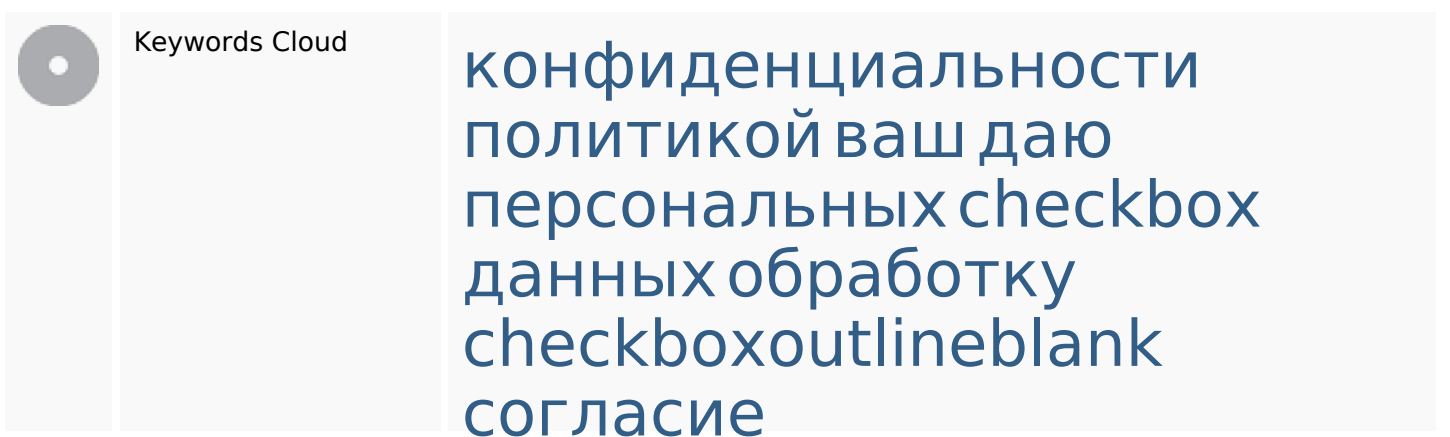 Keywords Cloud
конфиденциальности
политикой ваш даю
персональных checkbox
данных обработку
checkboxoutlineblank
согласие